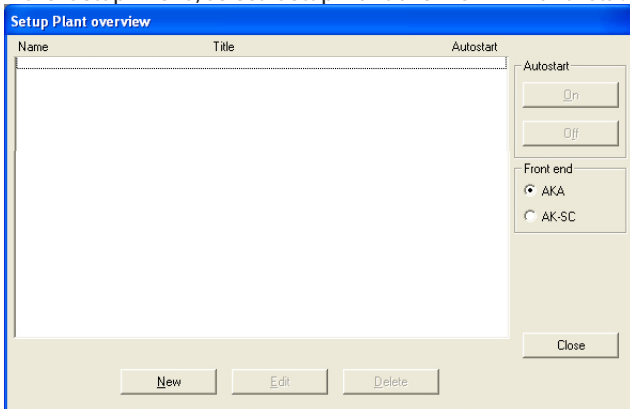 Setup Plant overview
Name Title Autostart
Autostart
On
Off
Front end
AKA
AK-SC
Close
New Edit Delete